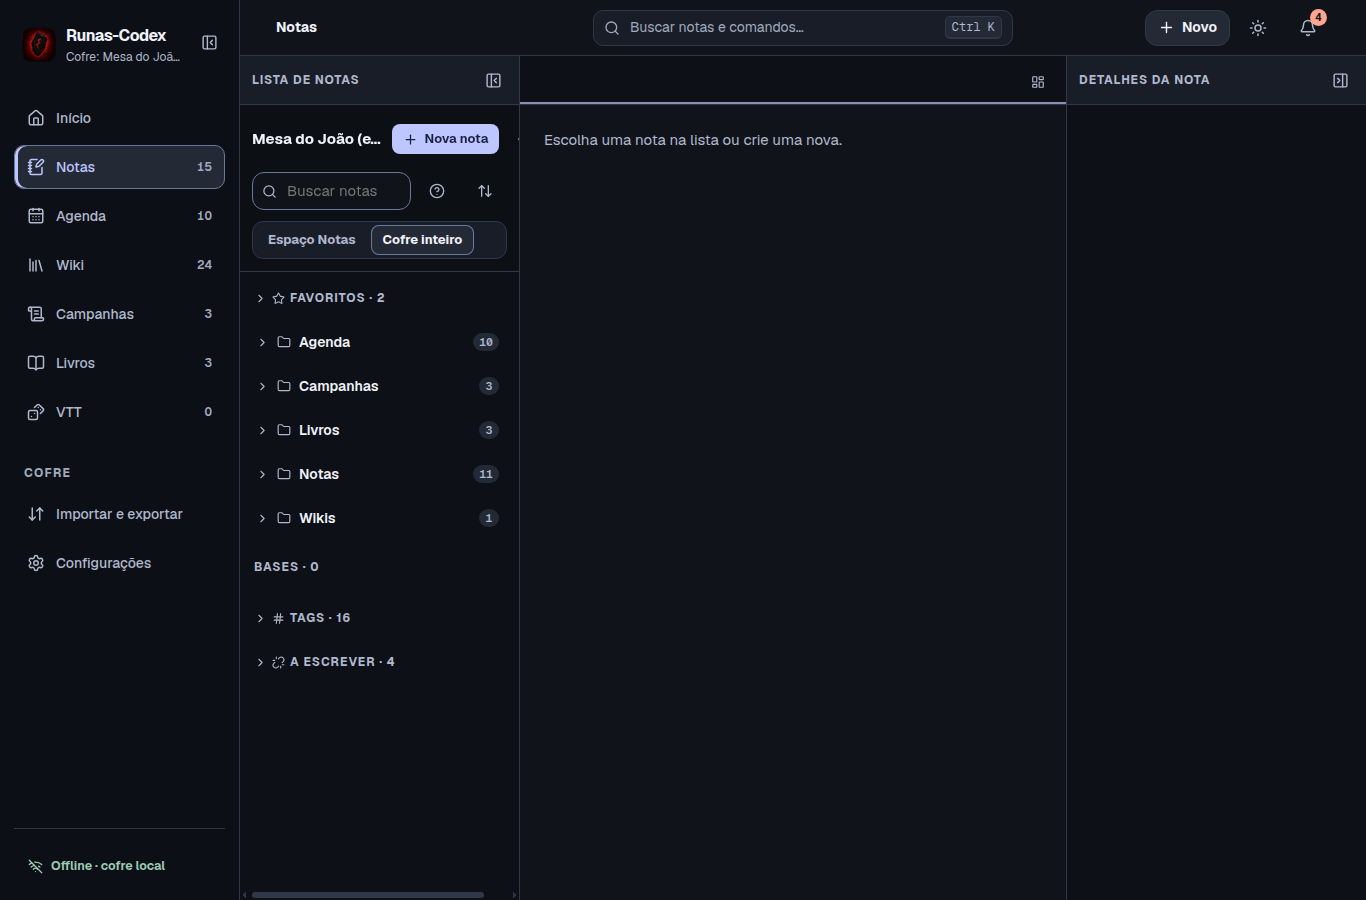 Runas-Codex
Cofre: Mesa do Joã…
Início
Notas 15
Agenda 10
Wiki 24
Campanhas 3
Livros 3
VTT 0
COFRE
Importar e exportar
Configurações
Offline · cofre local
Notas
Buscar notas e comandos… Ctrl K
Novo
4
LISTA DE NOTAS
Mesa do João (e… Nova nota
Buscar notas
Espaço Notas Cofre inteiro
FAVORITOS · 2
Agenda 10
Campanhas 3
Livros 3
Notas 11
Wikis 1
BASES · 0
TAGS · 16
A ESCREVER · 4
Escolha uma nota na lista ou crie uma nova.
DETALHES DA NOTA